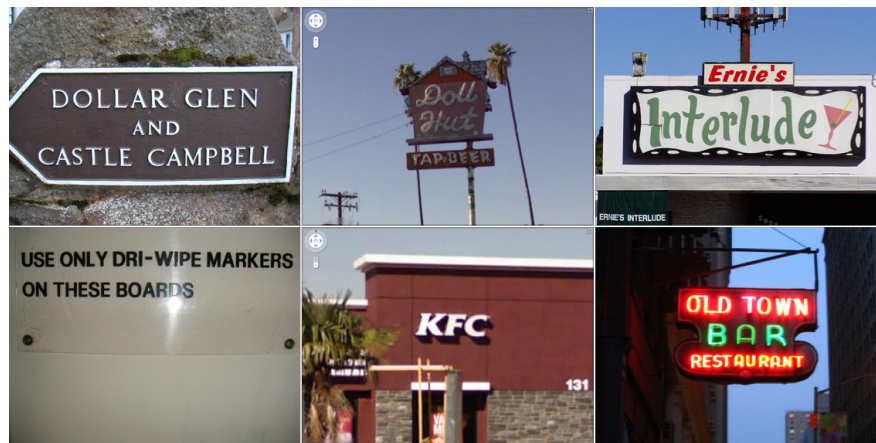 DOLLAR GLEN
AND
CASTLE CAMPBELL
Doll
Hut
TAP BEER
Ernie's
Interlude
ERNIE'S INTERLUDE
USE ONLY DRI-WIPE MARKERS
ON THESE BOARDS
KFC
131
OLD TOWN
BAR
RESTAURANT